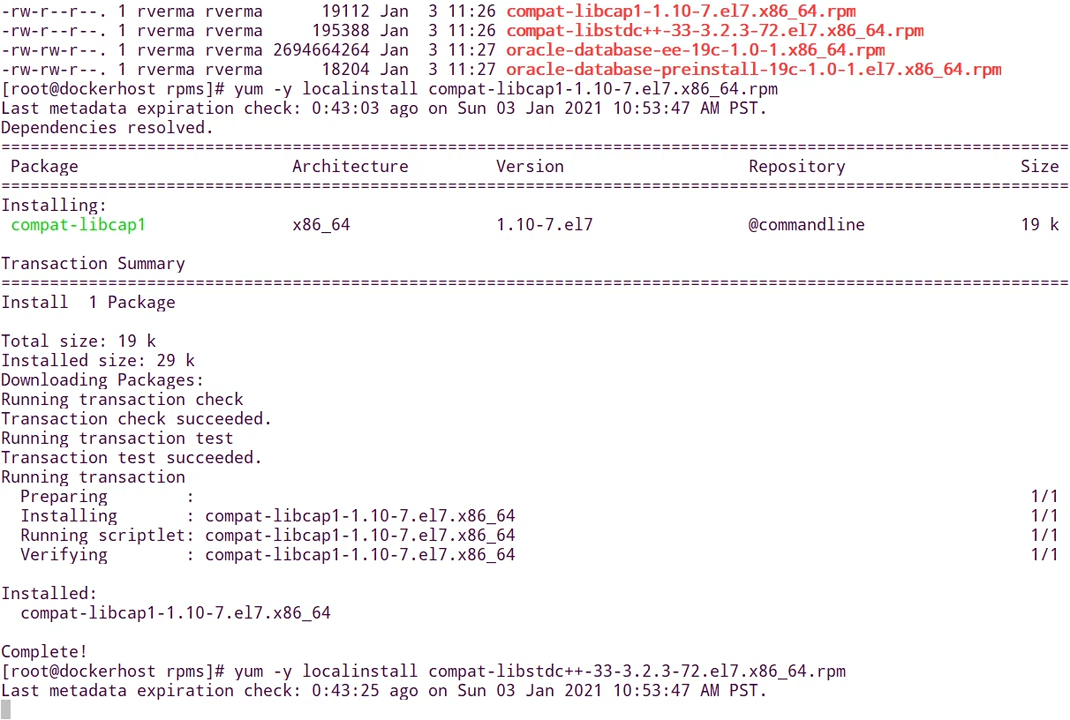 -rw-r--r--. 1 rverma rverma      19112 Jan  3 11:26 compat-libcap1-1.10-7.el7.x86_64.rpm
-rw-r--r--. 1 rverma rverma     195388 Jan  3 11:26 compat-libstdc++-33-3.2.3-72.el7.x86_64.rpm
-rw-rw-r--. 1 rverma rverma 2694664264 Jan  3 11:27 oracle-database-ee-19c-1.0-1.x86_64.rpm
-rw-rw-r--. 1 rverma rverma      18204 Jan  3 11:27 oracle-database-preinstall-19c-1.0-1.el7.x86_64.rpm
[root@dockerhost rpms]# yum -y localinstall compat-libcap1-1.10-7.el7.x86_64.rpm
Last metadata expiration check: 0:43:03 ago on Sun 03 Jan 2021 10:53:47 AM PST.
Dependencies resolved.
==============================================================================================================
 Package                      Architecture         Version                   Repository                  Size
==============================================================================================================
Installing:
 compat-libcap1               x86_64               1.10-7.el7                @commandline                19 k

Transaction Summary
==============================================================================================================
Install  1 Package

Total size: 19 k
Installed size: 29 k
Downloading Packages:
Running transaction check
Transaction check succeeded.
Running transaction test
Transaction test succeeded.
Running transaction
  Preparing        :                                                                                      1/1
  Installing       : compat-libcap1-1.10-7.el7.x86_64                                                     1/1
  Running scriptlet: compat-libcap1-1.10-7.el7.x86_64                                                     1/1
  Verifying        : compat-libcap1-1.10-7.el7.x86_64                                                     1/1

Installed:
  compat-libcap1-1.10-7.el7.x86_64

Complete!
[root@dockerhost rpms]# yum -y localinstall compat-libstdc++-33-3.2.3-72.el7.x86_64.rpm
Last metadata expiration check: 0:43:25 ago on Sun 03 Jan 2021 10:53:47 AM PST.